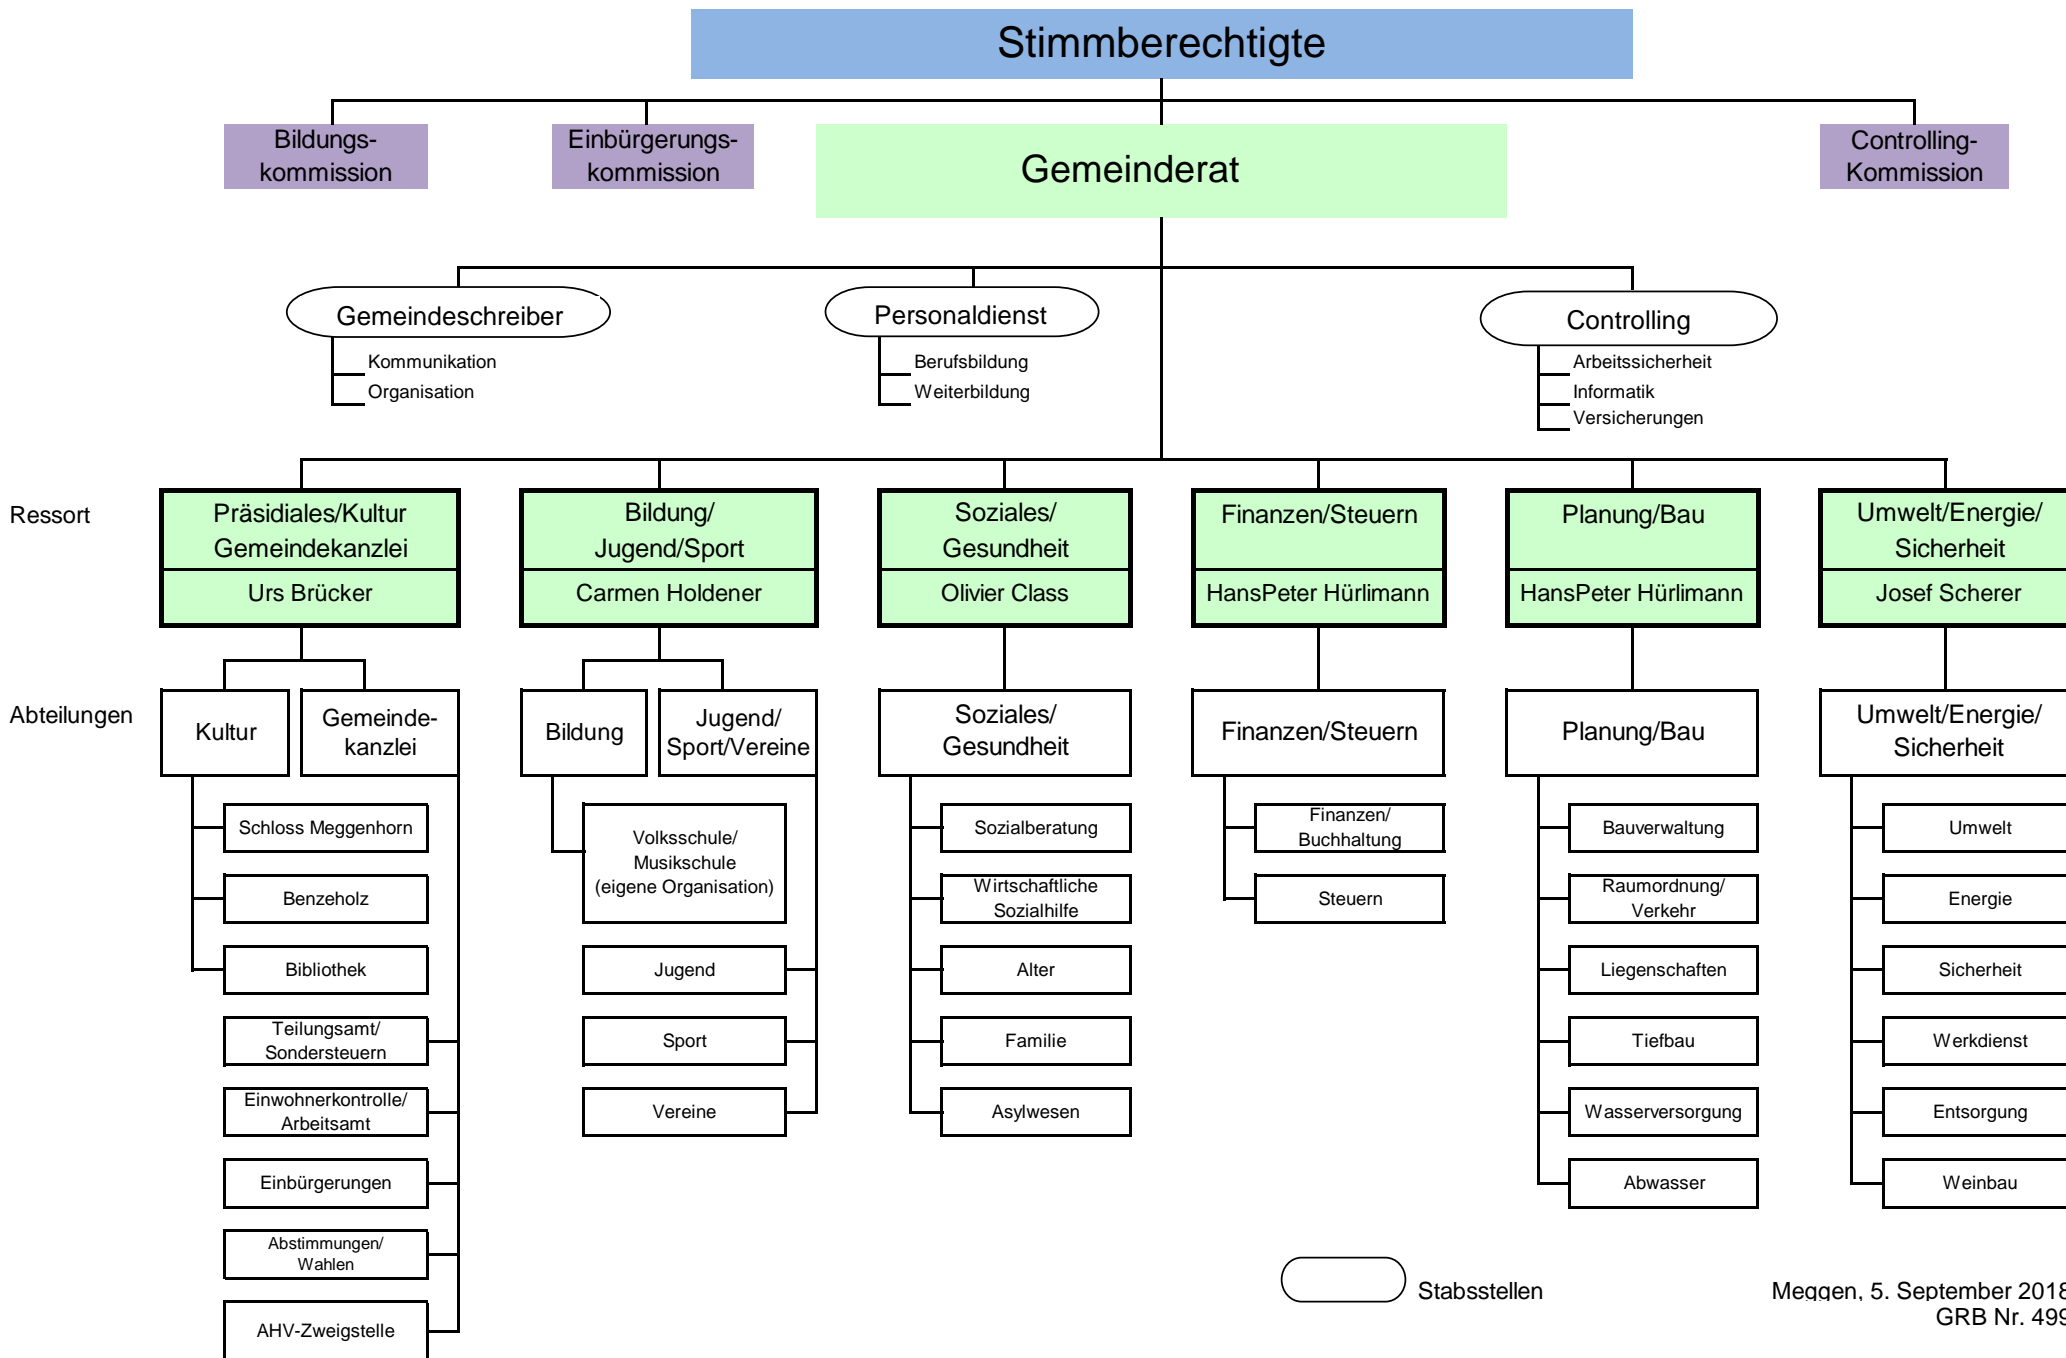 Stimmberechtigte
Bildungs-
kommission
Einbürgerungs-
kommission
Gemeinderat
Controlling-
Kommission
Gemeindeschreiber
Kommunikation
Organisation
Personaldienst
Berufsbildung
Weiterbildung
Controlling
Arbeitssicherheit
Informatik
Versicherungen
Ressort
Präsidiales/Kultur
Gemeindekanzlei
Urs Brücker
Bildung/
Jugend/Sport
Carmen Holdener
Soziales/
Gesundheit
Olivier Class
Finanzen/Steuern
HansPeter Hürlimann
Planung/Bau
HansPeter Hürlimann
Umwelt/Energie/
Sicherheit
Josef Scherer
Abteilungen
Kultur
Gemeinde-
kanzlei
Bildung
Jugend/
Sport/Vereine
Soziales/
Gesundheit
Finanzen/Steuern
Planung/Bau
Umwelt/Energie/
Sicherheit
Schloss Meggenhorn
Benzeholz
Bibliothek
Teilungsamt/
Sondersteuern
Einwohnerkontrolle/
Arbeitsamt
Einbürgerungen
Abstimmungen/
Wahlen
AHV-Zweigstelle
Volksschule/
Musikschule
(eigene Organisation)
Jugend
Sport
Vereine
Sozialberatung
Wirtschaftliche
Sozialhilfe
Alter
Familie
Asylwesen
Finanzen/
Buchhaltung
Steuern
Bauverwaltung
Raumordnung/
Verkehr
Liegenschaften
Tiefbau
Wasserversorgung
Abwasser
Umwelt
Energie
Sicherheit
Werkdienst
Entsorgung
Weinbau
Stabsstellen
Meggen, 5. September 2018
GRB Nr. 499